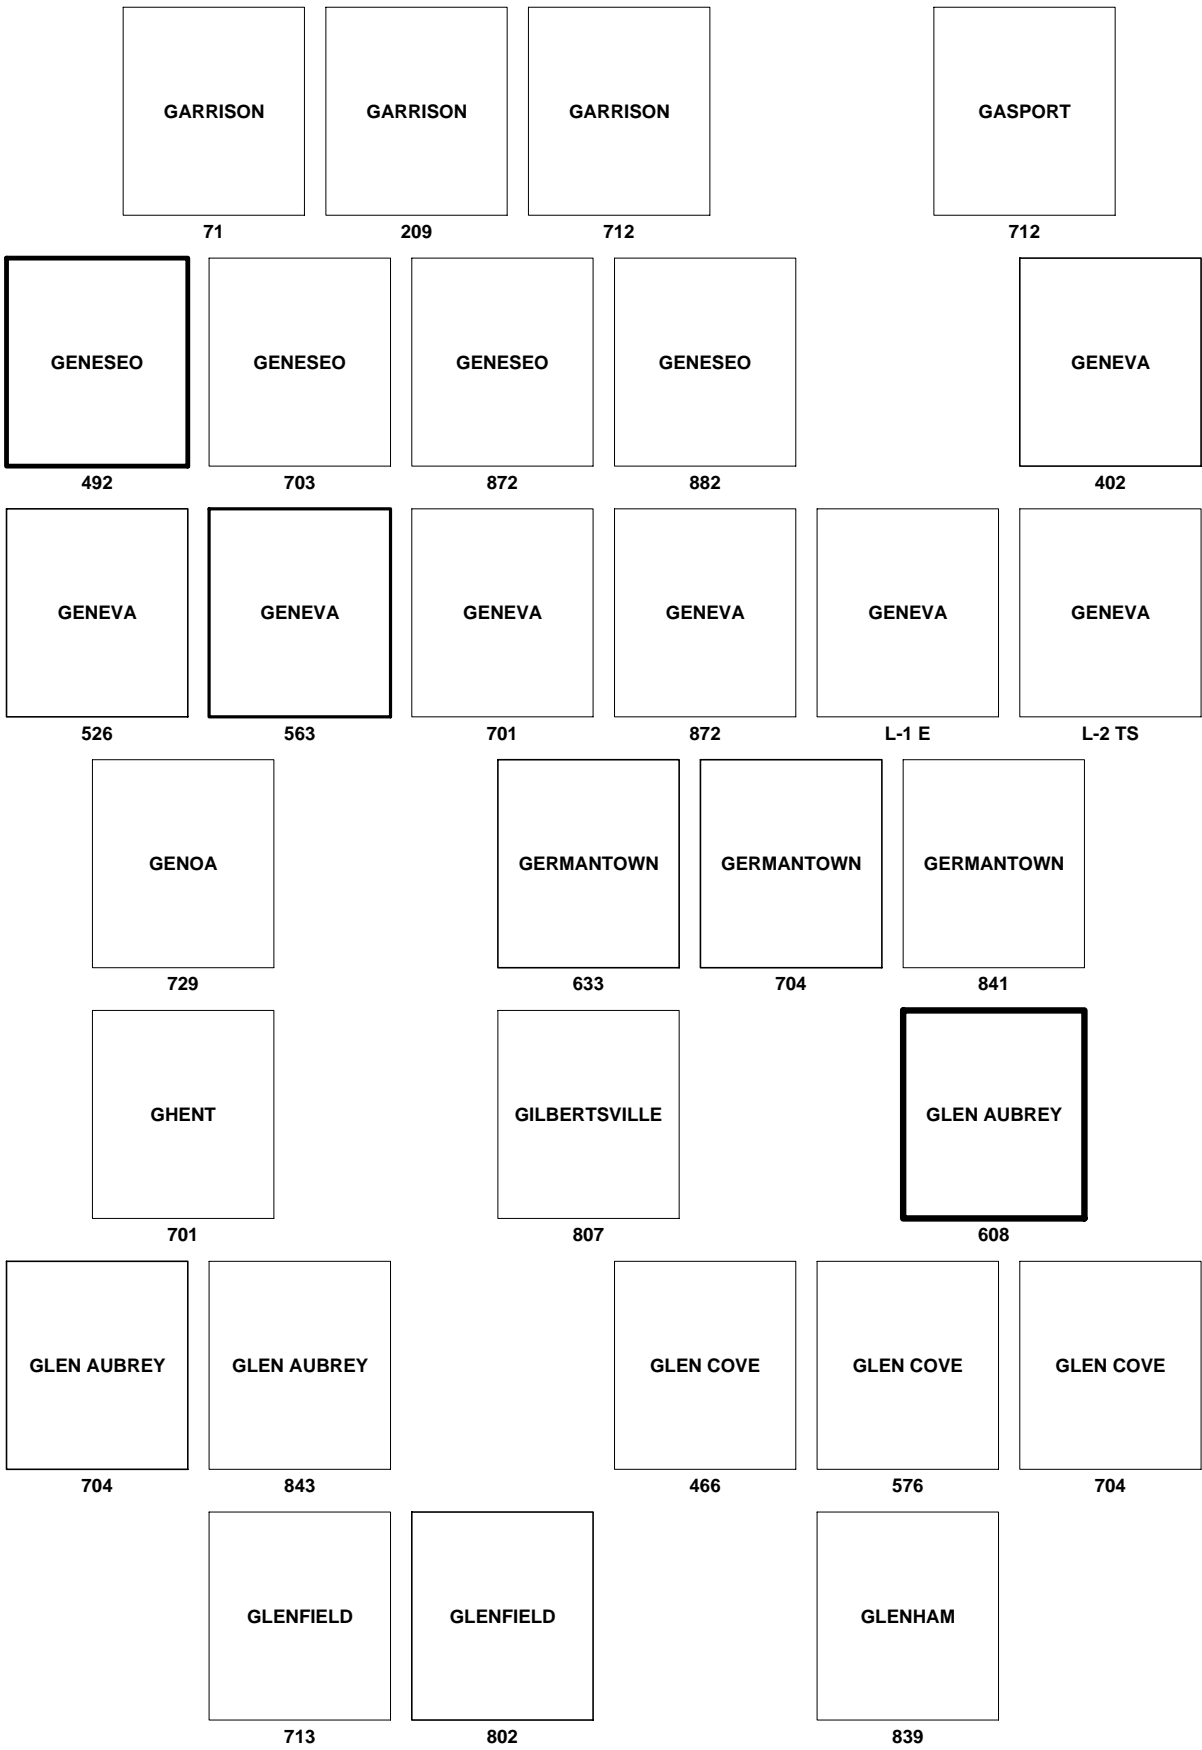 GARRISON GARRISON GARRISON GASPORT
71 209 712 712
GENESEO GENESEO GENESEO GENESEO GENEVA
492 703 872 882 402
GENEVA GENEVA GENEVA GENEVA GENEVA GENEVA
526 563 701 872 L-1 E L-2 TS
GENOA GERMANTOWN GERMANTOWN GERMANTOWN
729 633 704 841
GHENT GILBERTSVILLE GLEN AUBREY
701 807 608
GLEN AUBREY GLEN AUBREY GLEN COVE GLEN COVE GLEN COVE
704 843 466 576 704
GLENFIELD GLENFIELD GLENHAM
713 802 839